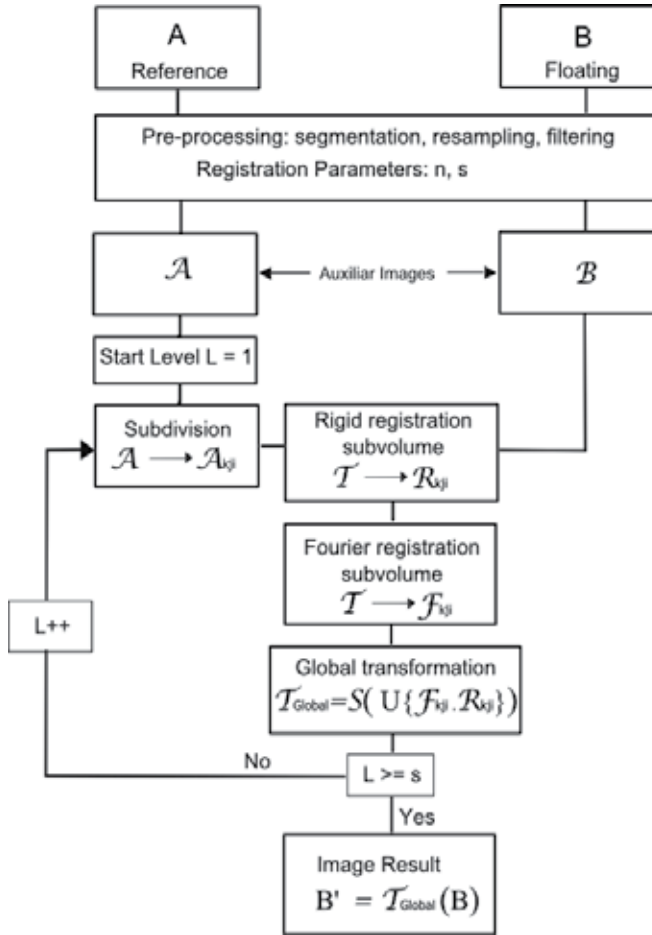 A
Reference
B
Floating
Pre-processing: segmentation, resampling, filtering
Registration Parameters: n, s
𝒜
Auxiliar Images
ℬ
Start Level L = 1
Subdivision
𝒜 ⟶ 𝒜kji
Rigid registration
subvolume
𝒯 ⟶ ℛkji
Fourier registration
subvolume
𝒯 ⟶ ℱkji
L++
Global transformation
𝒯Global=S( U{ℱkji.ℛkji})
No
L >= s
Yes
Image Result
B' = 𝒯Global(B)